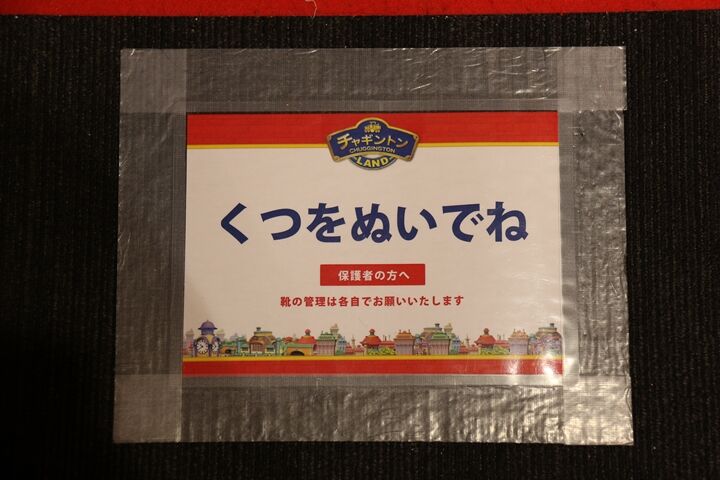 チャギントン
CHUGGINGTON
LAND
くつをぬいでね
保護者の方へ
靴の管理は各自でお願いいたします